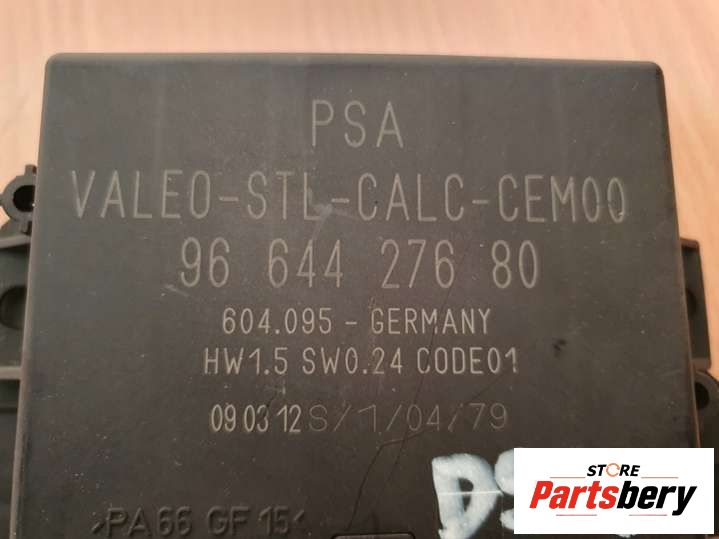 PSA
VALEO-STL-CALC-CEM00
96 644 276 80
604.095 - GERMANY
HW1.5 SW0.24 CODE01
09 03 12 S/1/04/79
>PA66 GF15<
STORE
Partsbery